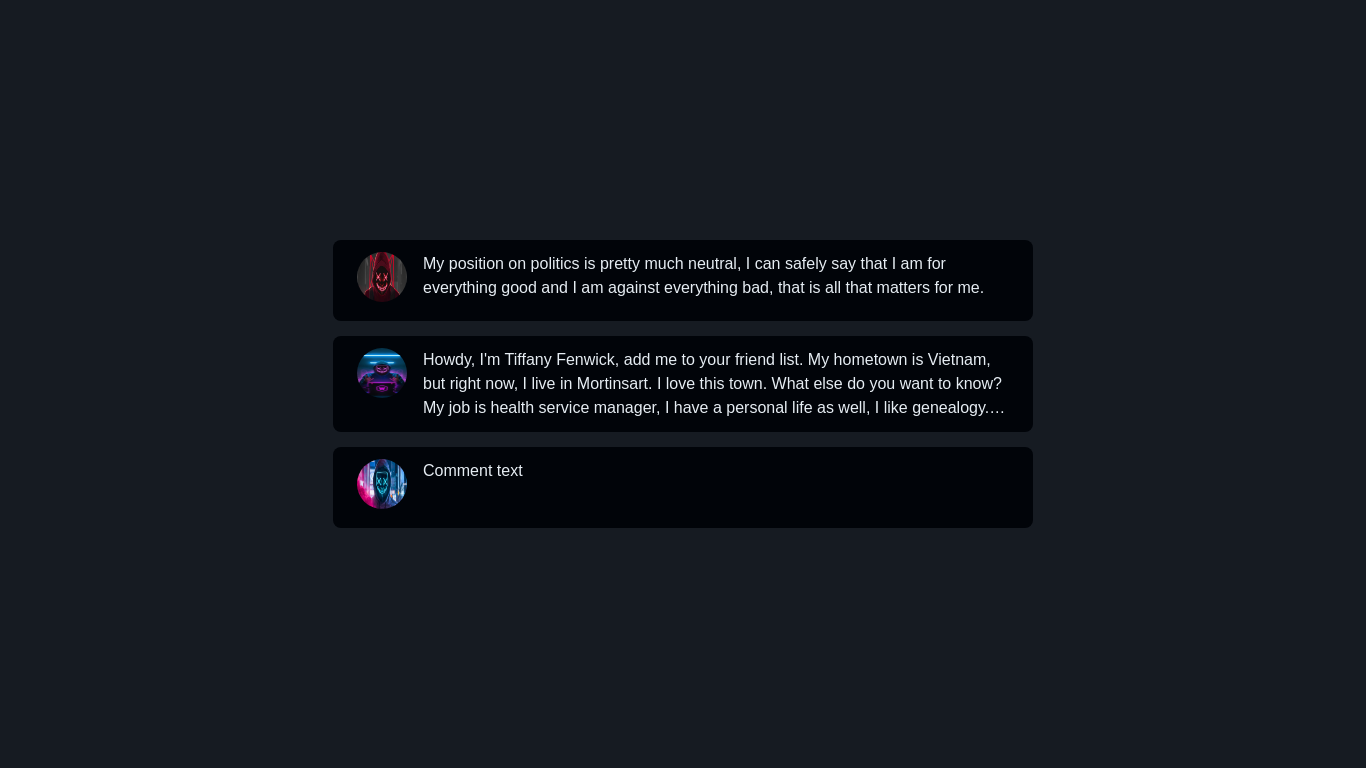 My position on politics is pretty much neutral, I can safely say that I am for
everything good and I am against everything bad, that is all that matters for me.
Howdy, I'm Tiffany Fenwick, add me to your friend list. My hometown is Vietnam,
but right now, I live in Mortinsart. I love this town. What else do you want to know?
My job is health service manager, I have a personal life as well, I like genealogy.…
Comment text